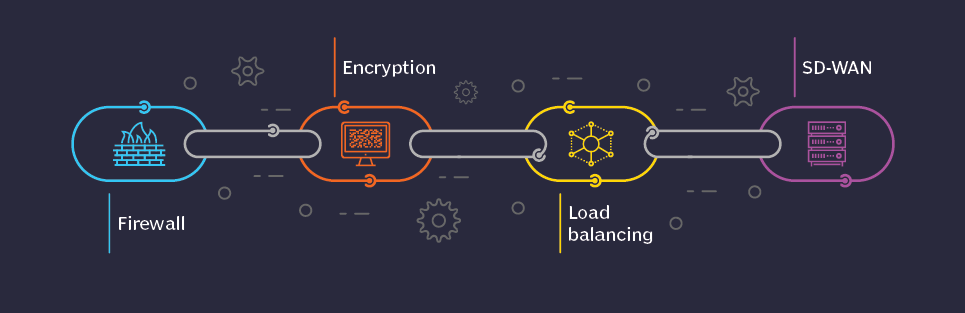 Encryption
SD-WAN
Firewall
Load
balancing